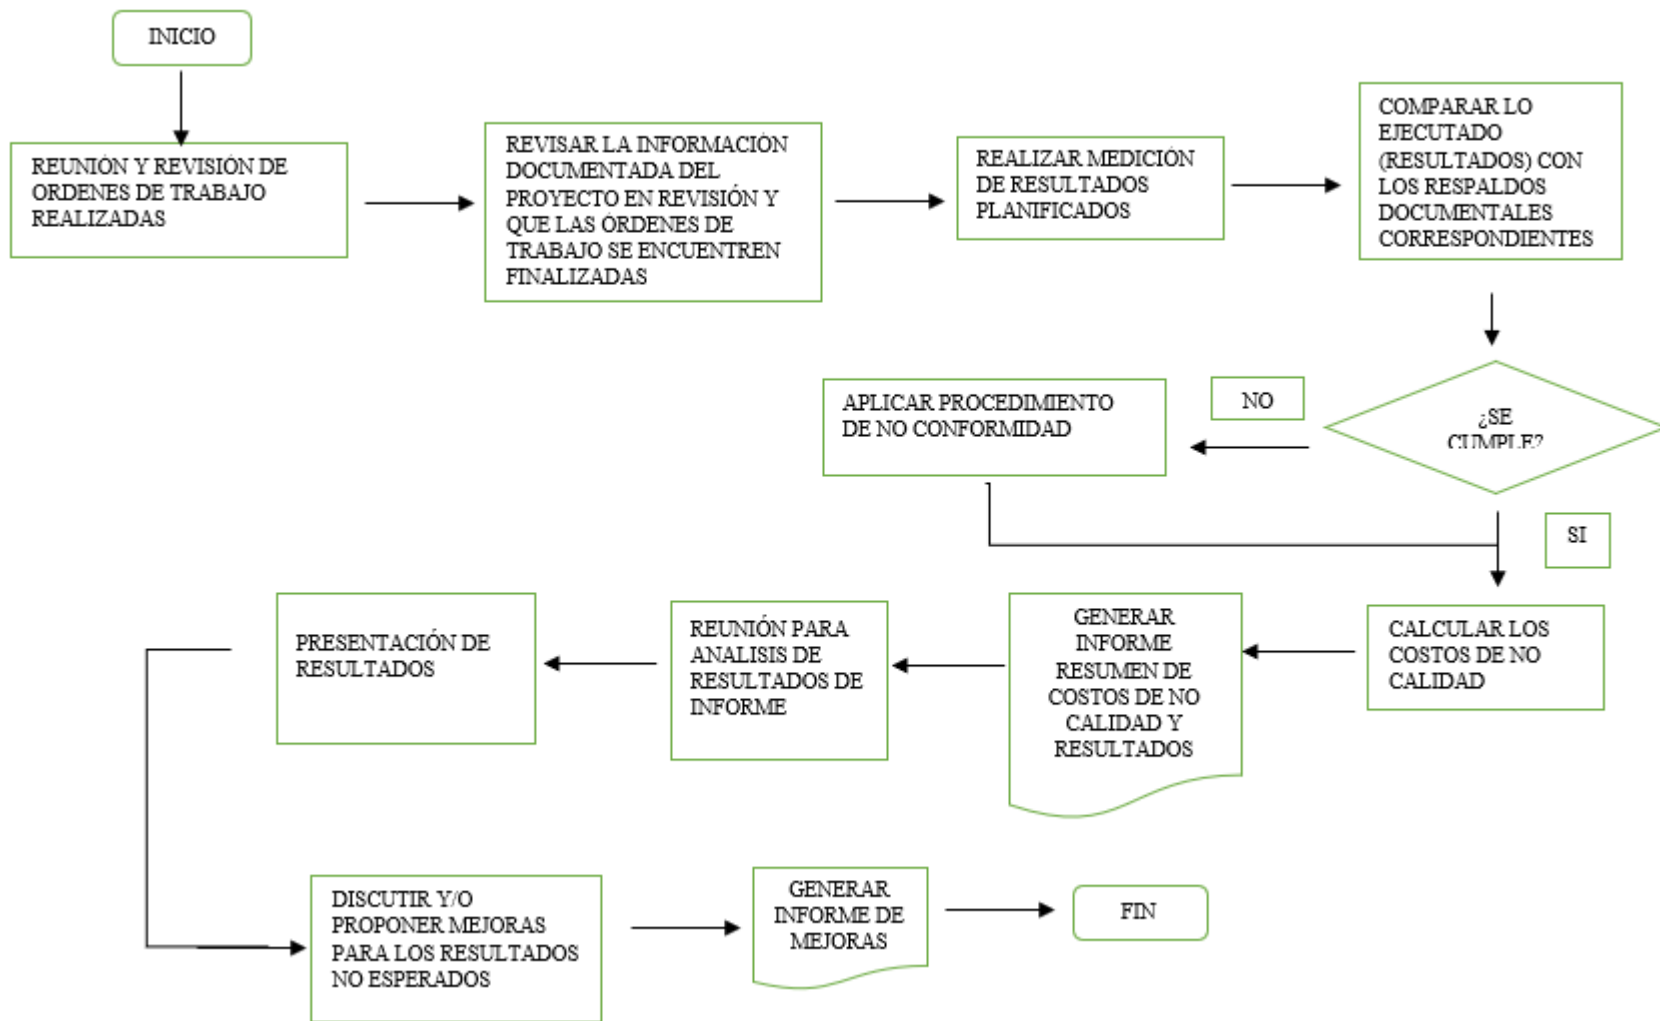 INICIO
REUNIÓN Y REVISIÓN DE
ORDENES DE TRABAJO
REALIZADAS
REVISAR LA INFORMACIÓN
DOCUMENTADA DEL
PROYECTO EN REVISIÓN Y
QUE LAS ÓRDENES DE
TRABAJO SE ENCUENTREN
FINALIZADAS
REALIZAR MEDICIÓN
DE RESULTADOS
PLANIFICADOS
COMPARAR LO
EJECUTADO
(RESULTADOS) CON
LOS RESPALDOS
DOCUMENTALES
CORRESPONDIENTES
¿SE
CUMPLE?
NO
APLICAR PROCEDIMIENTO
DE NO CONFORMIDAD
SI
CALCULAR LOS
COSTOS DE NO
CALIDAD
GENERAR
INFORME
RESUMEN DE
COSTOS DE NO
CALIDAD Y
RESULTADOS
REUNIÓN PARA
ANALISIS DE
RESULTADOS DE
INFORME
PRESENTACIÓN DE
RESULTADOS
DISCUTIR Y/O
PROPONER MEJORAS
PARA LOS RESULTADOS
NO ESPERADOS
GENERAR
INFORME DE
MEJORAS
FIN